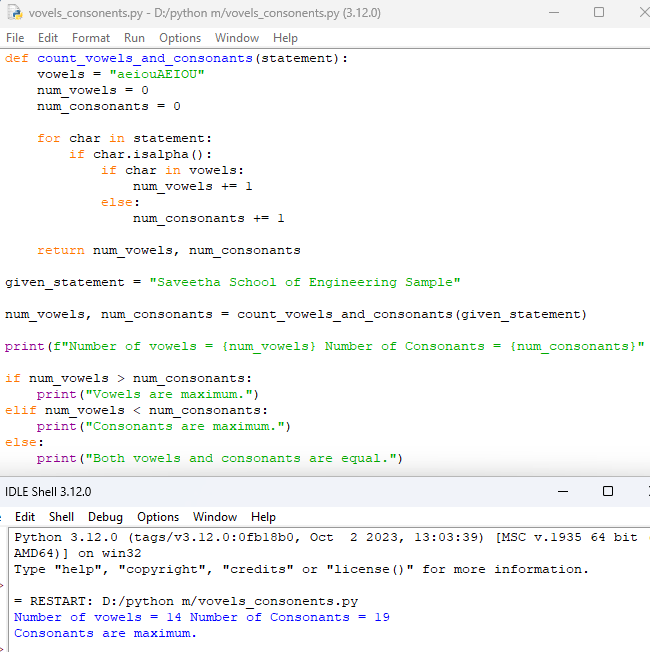 vovels_consonents.py - D:/python m/vovels_consonents.py (3.12.0)
File Edit Format Run Options Window Help
def count_vowels_and_consonants(statement):
    vowels = "aeiouAEIOU"
    num_vowels = 0
    num_consonants = 0
    for char in statement:
        if char.isalpha():
            if char in vowels:
                num_vowels += 1
            else:
                num_consonants += 1
    return num_vowels, num_consonants
given_statement = "Saveetha School of Engineering Sample"
num_vowels, num_consonants = count_vowels_and_consonants(given_statement)
print(f"Number of vowels = {num_vowels} Number of Consonants = {num_consonants}"
if num_vowels > num_consonants:
    print("Vowels are maximum.")
elif num_vowels < num_consonants:
    print("Consonants are maximum.")
else:
    print("Both vowels and consonants are equal.")
IDLE Shell 3.12.0
Edit Shell Debug Options Window Help
Python 3.12.0 (tags/v3.12.0:0fb18b0, Oct  2 2023, 13:03:39) [MSC v.1935 64 bit (
AMD64)] on win32
Type "help", "copyright", "credits" or "license()" for more information.
= RESTART: D:/python m/vovels_consonents.py
Number of vowels = 14 Number of Consonants = 19
Consonants are maximum.